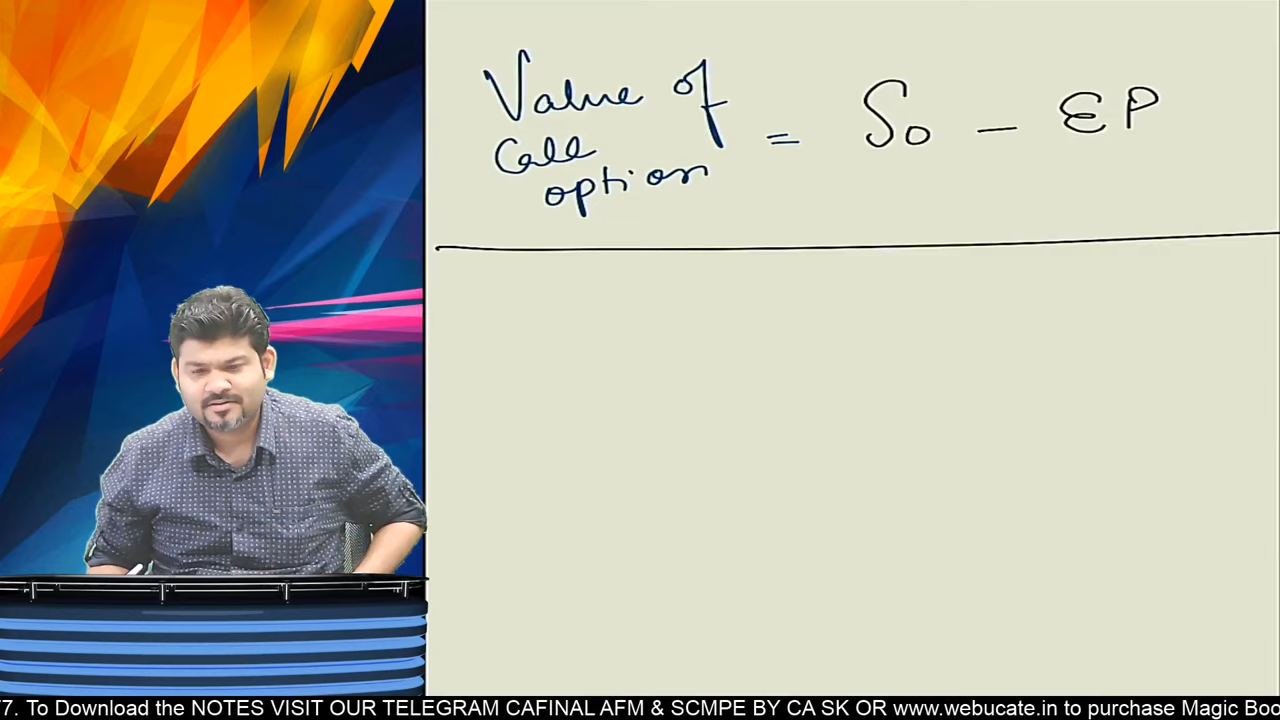 Value of
Call
option
= S0 – EP
7. To Download the NOTES VISIT OUR TELEGRAM CAFINAL AFM & SCMPE BY CA SK OR www.webucate.in to purchase Magic Boo